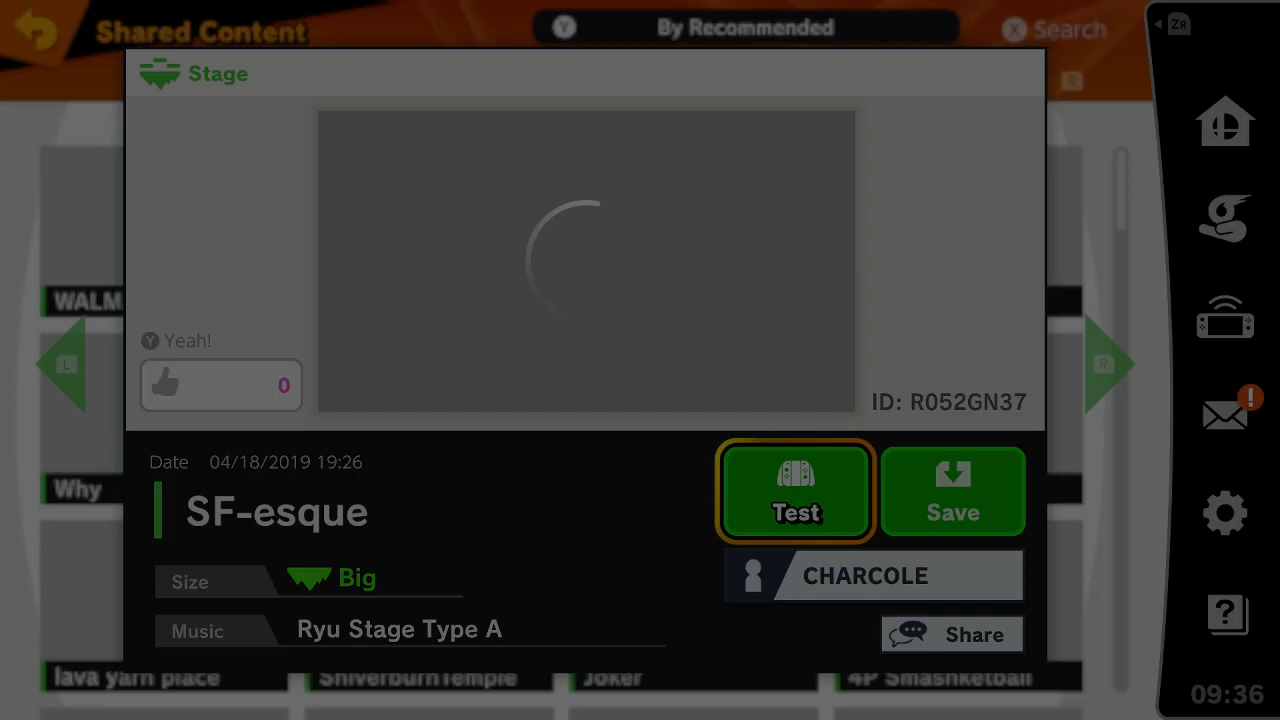 Shared Content
Y By Recommended
X Search
ZR
R
Stage
WALM
L
R
Y Yeah!
0
ID: R052GN37
Date 04/18/2019 19:26
Why
SF-esque
Test
Save
Size Big
CHARCOLE
Music Ryu Stage Type A
Share
lava yarn place
ShiverburnTemple
Joker
4P Smashketball
09:36